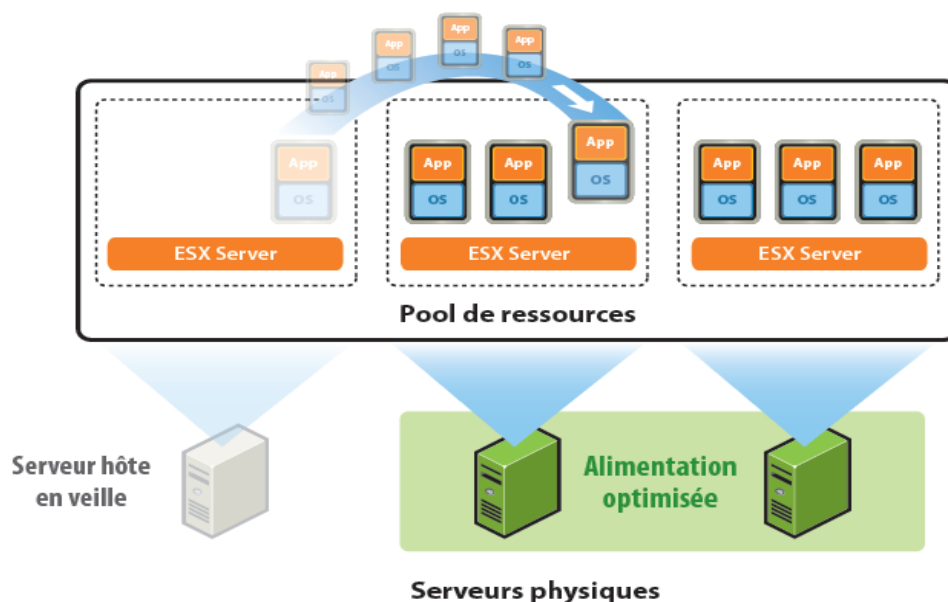 App
OS
App
OS
App
OS
App
OS
App
OS
App
OS
App
OS
App
OS
App
OS
App
OS
App
OS
ESX Server
ESX Server
ESX Server
Pool de ressources
Serveur hôte
en veille
Alimentation
optimisée
Serveurs physiques